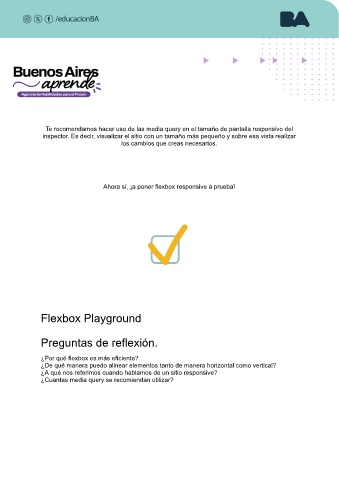 /educacionBA
BA
Buenos Aires
aprende
Agencia de Habilidades para el Futuro
Te recomendamos hacer uso de las media query en el tamaño de pantalla responsivo del
inspector. Es decir, visualizar el sitio con un tamaño más pequeño y sobre esa vista realizar
los cambios que creas necesarios.
Ahora sí, ¡a poner flexbox responsive a prueba!
Flexbox Playground
Preguntas de reflexión.
¿Por qué flexbox es más eficiente?
¿De qué manera puedo alinear elementos tanto de manera horizontal como vertical?
¿A qué nos referimos cuando hablamos de un sitio responsive?
¿Cuantas media query se recomiendan utilizar?